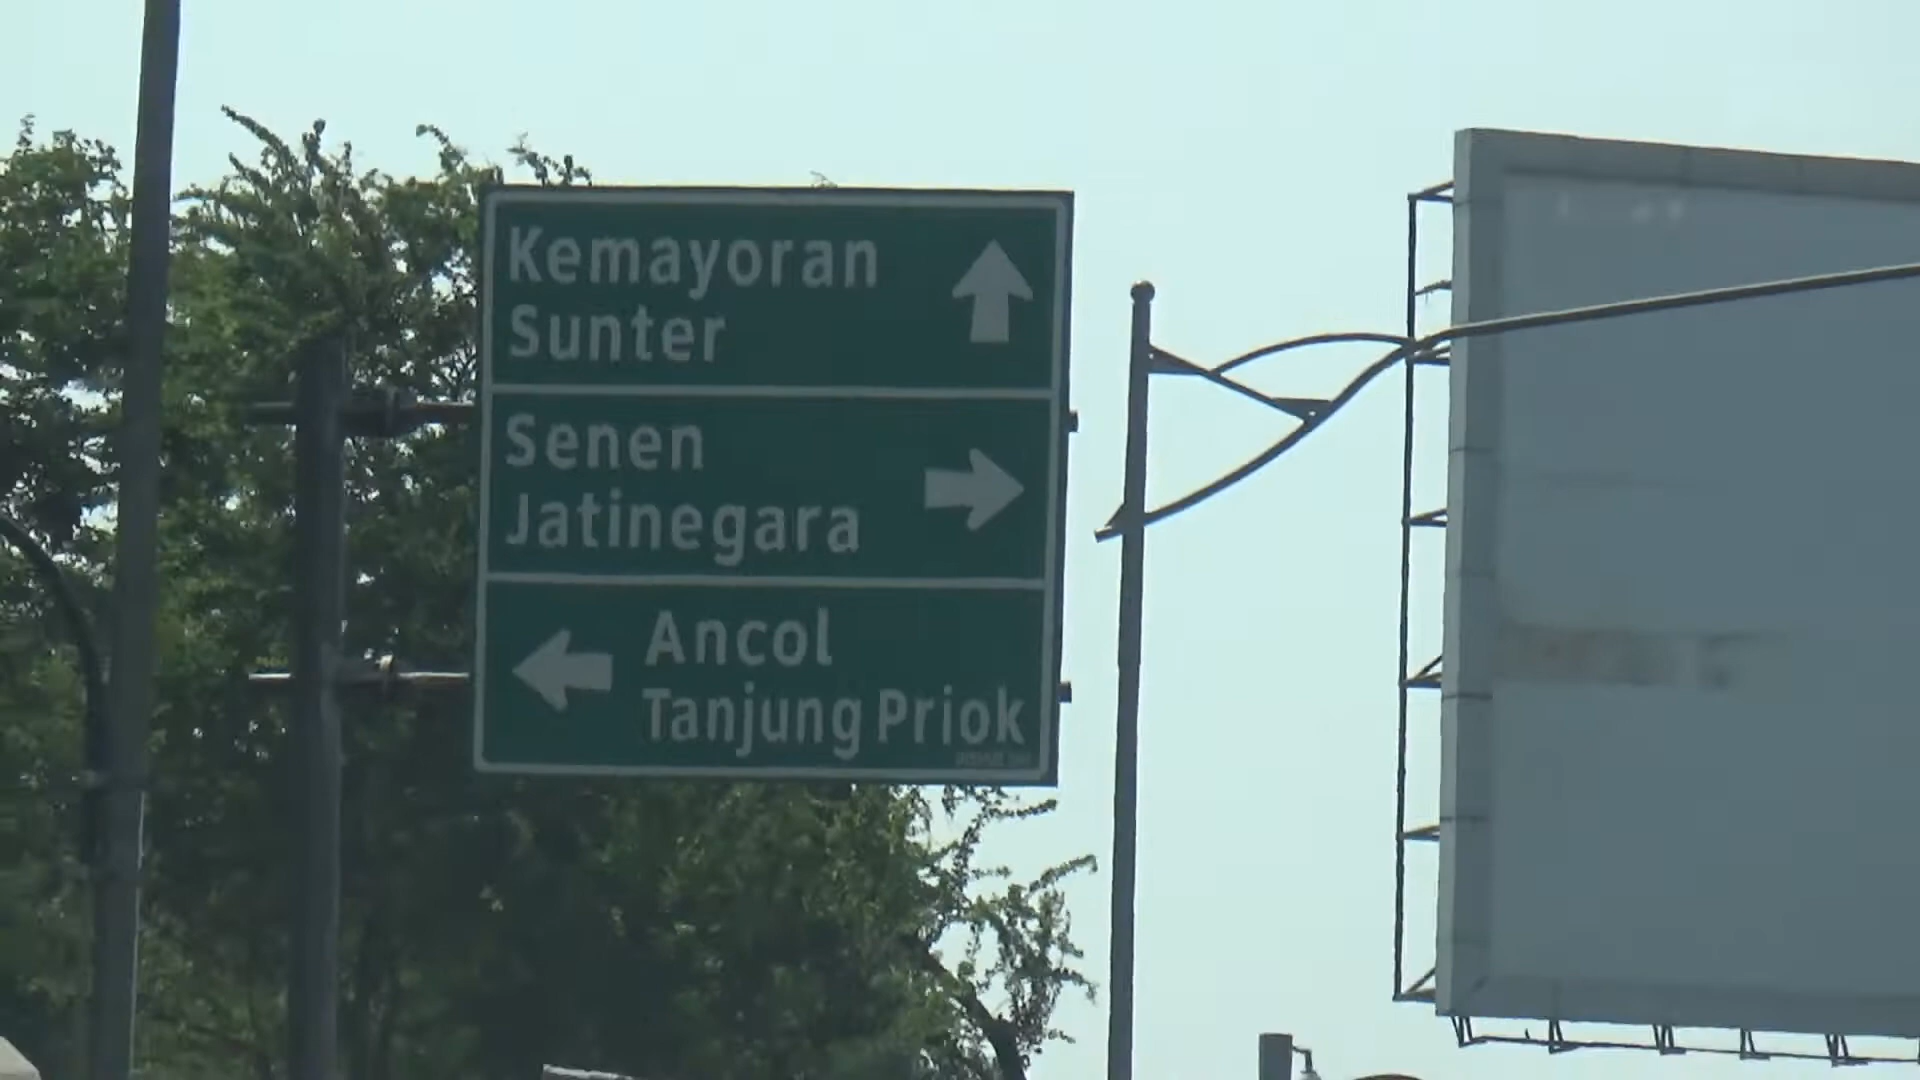 Kemayoran
Sunter
Senen
Jatinegara
Ancol
Tanjung Priok